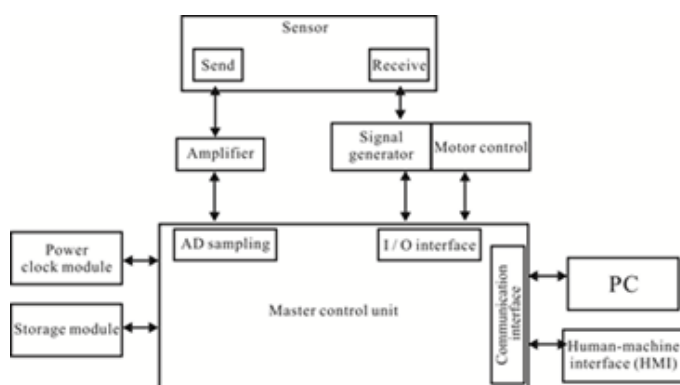 Sensor
Send
Receive
Amplifier
Signal
generator
Motor control
AD sampling
I / O interface
Power
clock module
Storage module
Master control unit
Communication
interface
PC
Human-machine
interface (HMI)